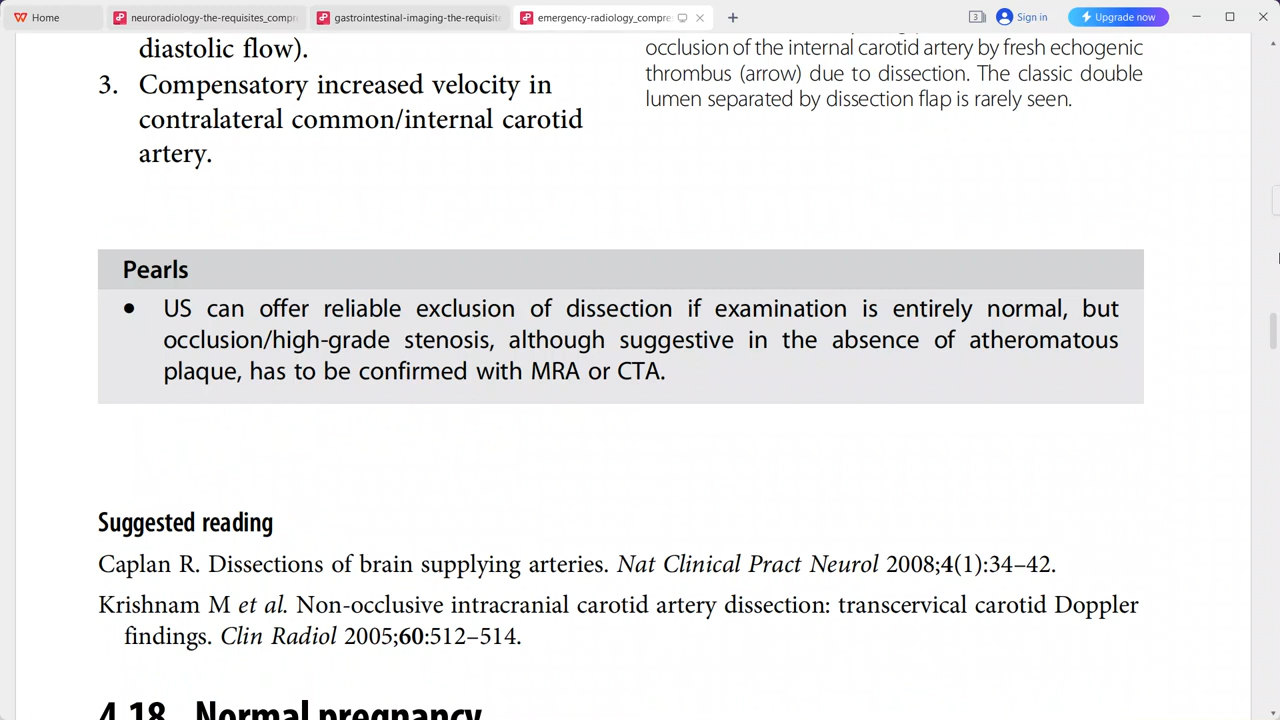 Home
neuroradiology-the-requisites_compre
gastrointestinal-imaging-the-requisite
emergency-radiology_compre
3
Sign in
Upgrade now
diastolic flow).
3. Compensatory increased velocity in
contralateral common/internal carotid
artery.
occlusion of the internal carotid artery by fresh echogenic
thrombus (arrow) due to dissection. The classic double
lumen separated by dissection flap is rarely seen.
Pearls
• US can offer reliable exclusion of dissection if examination is entirely normal, but
occlusion/high-grade stenosis, although suggestive in the absence of atheromatous
plaque, has to be confirmed with MRA or CTA.
Suggested reading
Caplan R. Dissections of brain supplying arteries. Nat Clinical Pract Neurol 2008;4(1):34–42.
Krishnam M et al. Non-occlusive intracranial carotid artery dissection: transcervical carotid Doppler
findings. Clin Radiol 2005;60:512–514.
4.18 Normal pregnancy